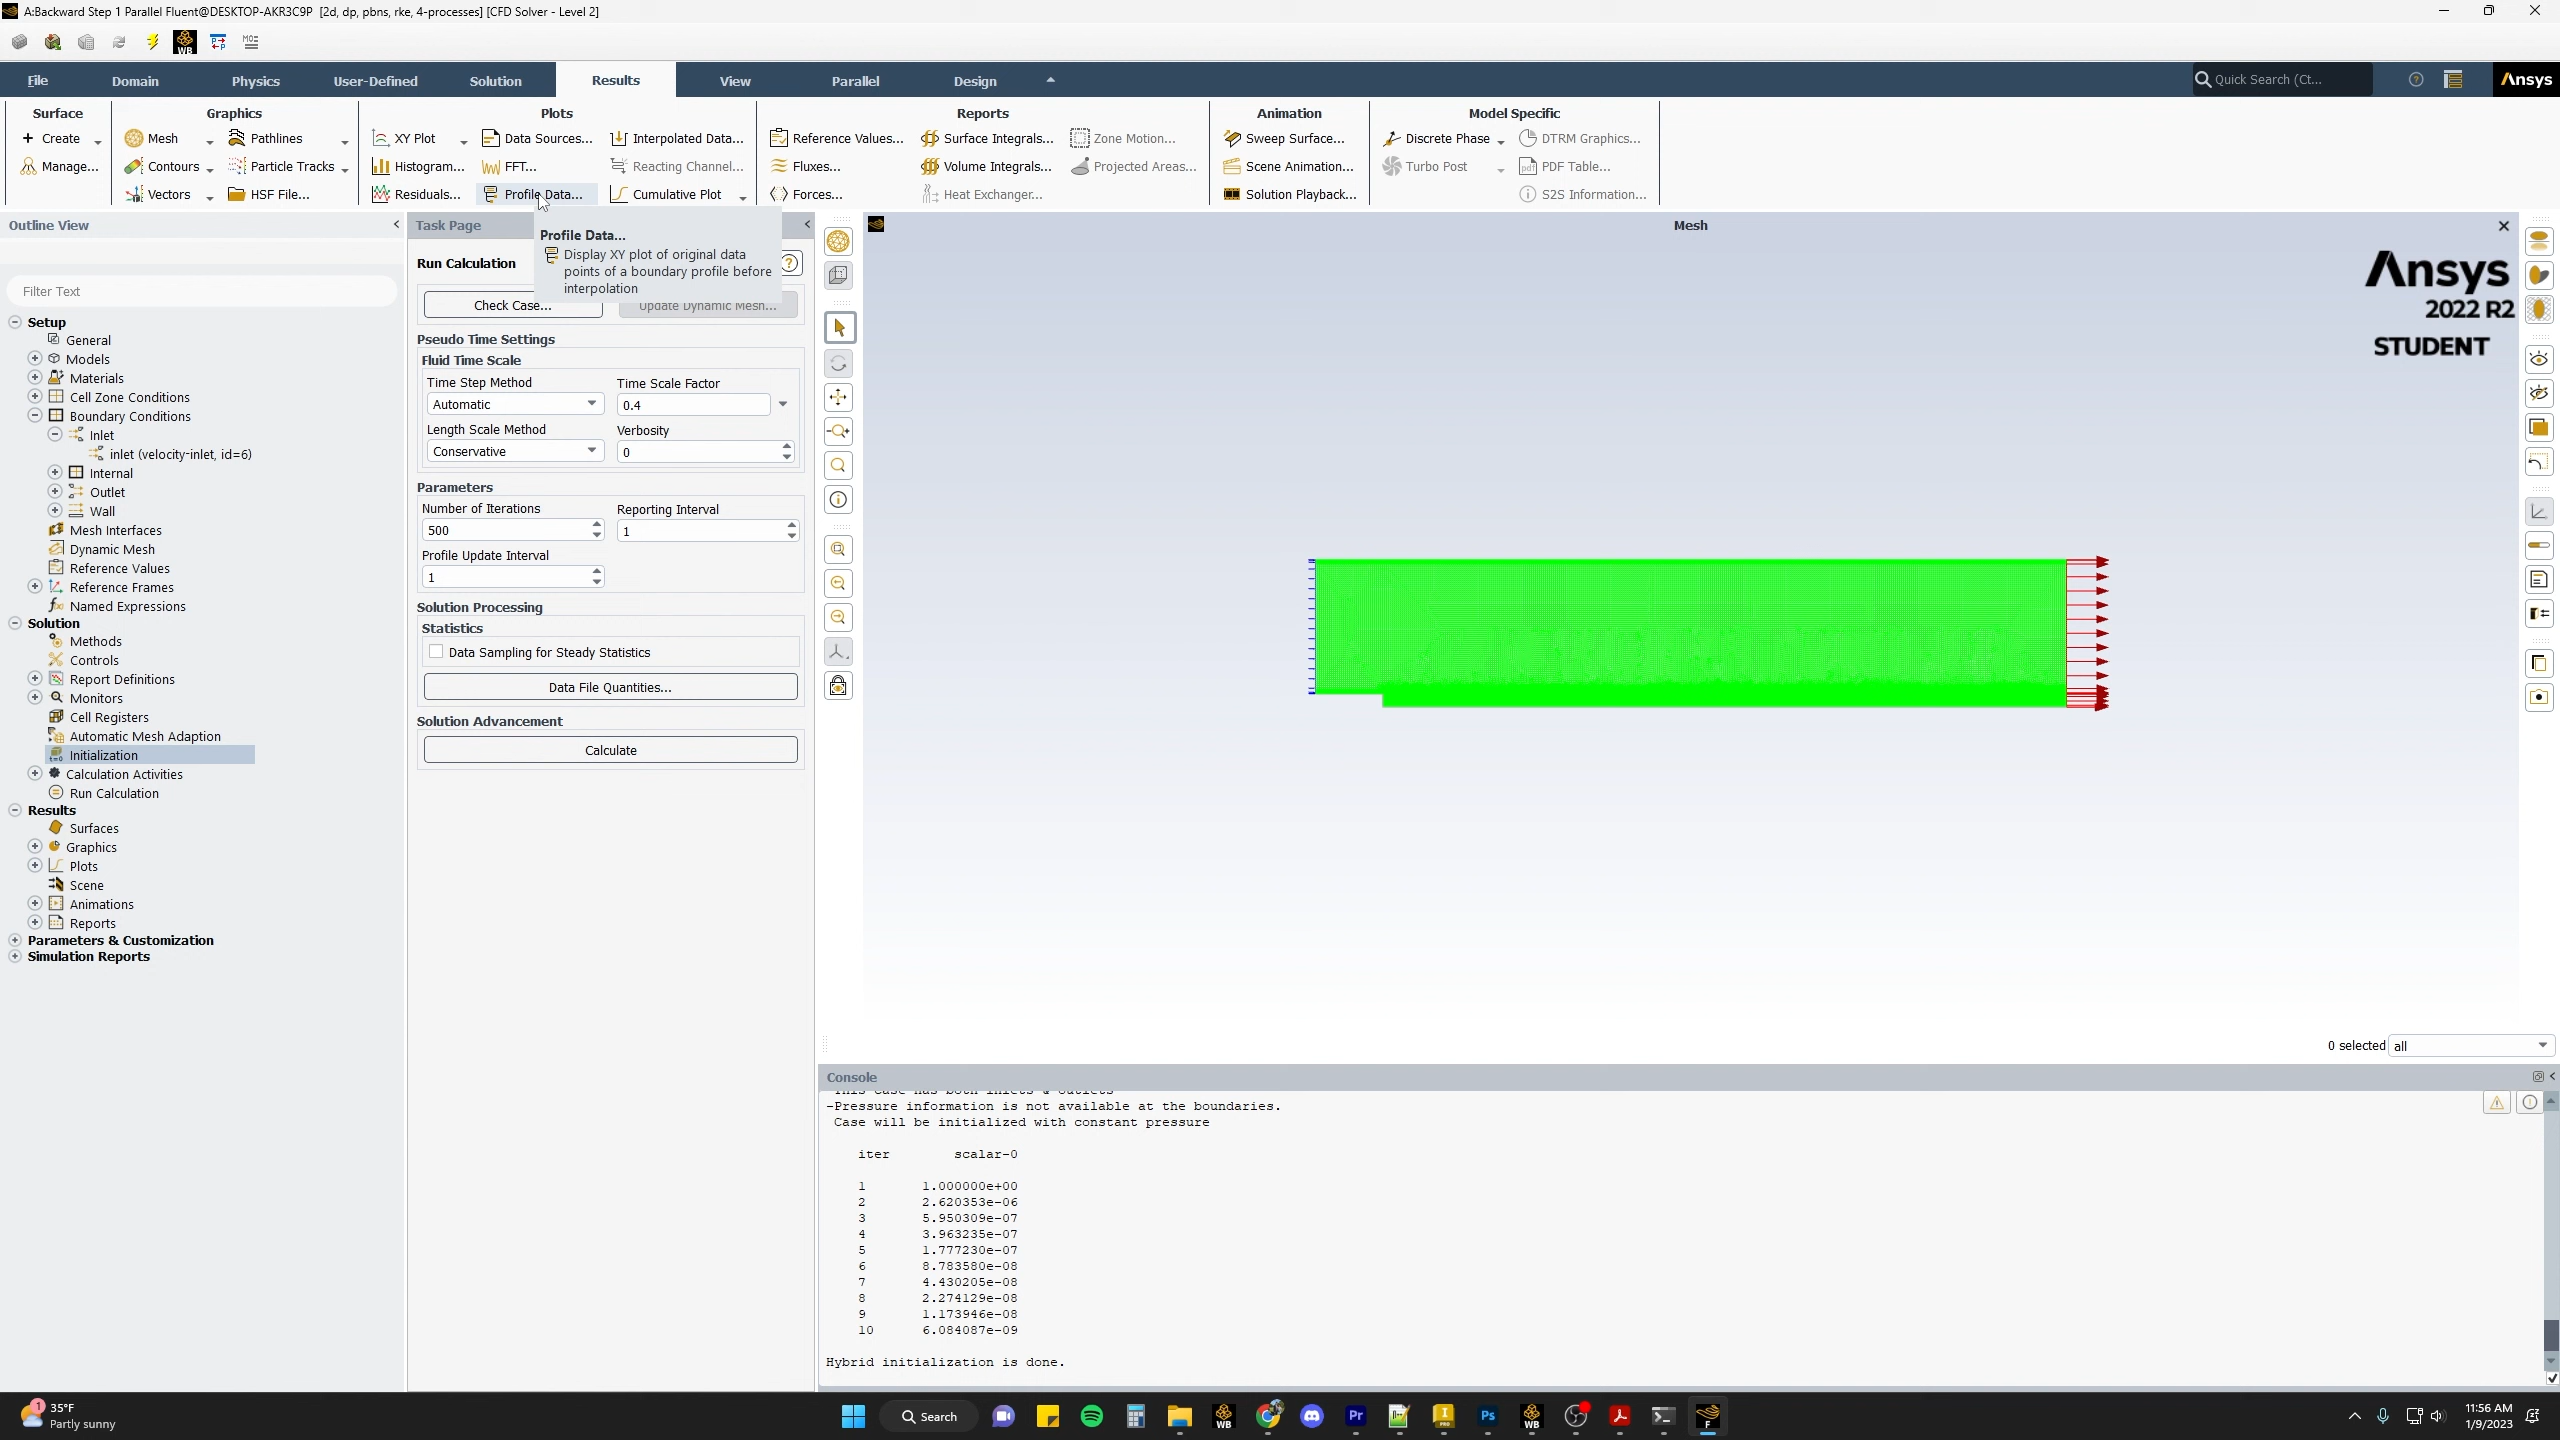 A:Backward Step 1 Parallel Fluent@DESKTOP-AKR3C9P  [2d, dp, pbns, rke, 4-processes] [CFD Solver - Level 2]
WB
File Domain Physics User-Defined Solution Results View Parallel Design Quick Search (Ct... Ansys
Surface Graphics Plots Reports Animation Model Specific
Create Mesh Pathlines XY Plot Data Sources... Interpolated Data... Reference Values... Surface Integrals... Zone Motion... Sweep Surface... Discrete Phase DTRM Graphics...
Manage... Contours Particle Tracks Histogram... FFT... Reacting Channel... Fluxes... Volume Integrals... Projected Areas... Scene Animation... Turbo Post PDF Table...
Vectors HSF File... Residuals... Profile Data... Cumulative Plot Forces... Heat Exchanger... Solution Playback... S2S Information...
Outline View
Filter Text
Setup
General
Models
Materials
Cell Zone Conditions
Boundary Conditions
Inlet
inlet (velocity-inlet, id=6)
Internal
Outlet
Wall
Mesh Interfaces
Dynamic Mesh
Reference Values
Reference Frames
Named Expressions
Solution
Methods
Controls
Report Definitions
Monitors
Cell Registers
Automatic Mesh Adaption
Initialization
Calculation Activities
Run Calculation
Results
Surfaces
Graphics
Plots
Scene
Animations
Reports
Parameters & Customization
Simulation Reports
Task Page
Profile Data...
Display XY plot of original data
points of a boundary profile before
interpolation
Run Calculation
Check Case... Update Dynamic Mesh...
Pseudo Time Settings
Fluid Time Scale
Time Step Method Time Scale Factor
Automatic 0.4
Length Scale Method Verbosity
Conservative 0
Parameters
Number of Iterations Reporting Interval
500 1
Profile Update Interval
1
Solution Processing
Statistics
Data Sampling for Steady Statistics
Data File Quantities...
Solution Advancement
Calculate
Mesh
Ansys
2022 R2
STUDENT
0 selected all
Console
-Pressure information is not available at the boundaries.
Case will be initialized with constant pressure
iter scalar-0
1 1.000000e+00
2 2.620353e-06
3 5.950309e-07
4 3.963235e-07
5 1.777230e-07
6 8.783580e-08
7 4.430205e-08
8 2.274129e-08
9 1.173946e-08
10 6.084087e-09
Hybrid initialization is done.
1 35°F
Partly sunny
Search
WB
Pr
PRO
Ps
WB
F
11:56 AM
1/9/2023